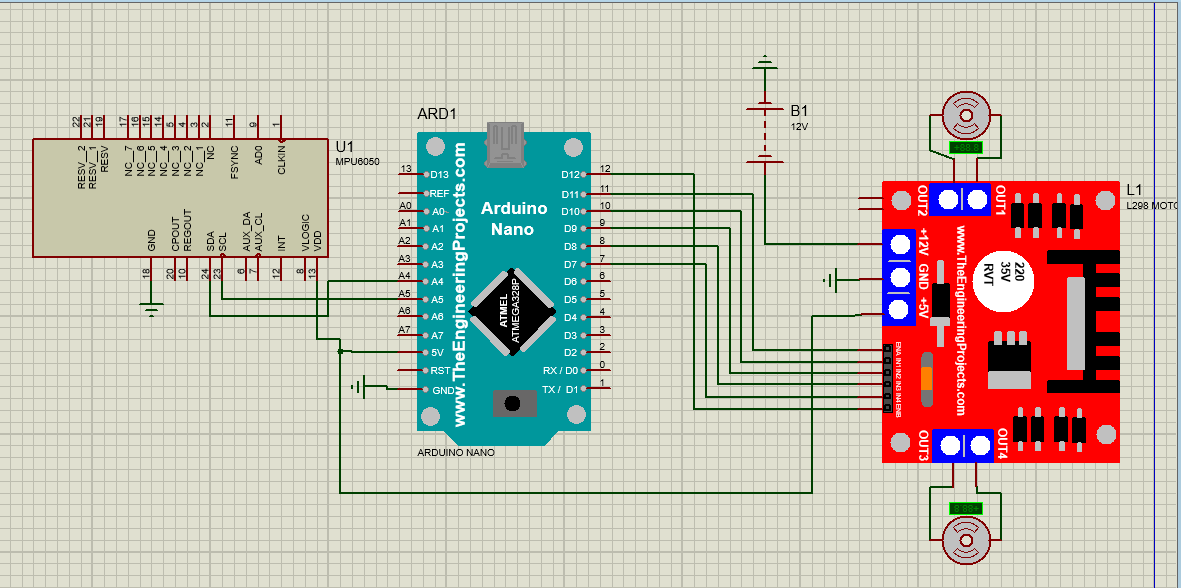 22
21
19
17
16
15
14
5
4
3
2
11
9
1
RESV_2
RESV_1
RESV
NC_7
NC_6
NC_5
NC_4
NC_3
NC_2
NC_1
NC
FSYNC
AD0
CLKIN
U1
MPU6050
GND
CPOUT
REGOUT
SDA
SCL
AUX_DA
AUX_CL
INT
VLOGIC
VDD
18
20
10
24
23
6
7
12
8
13
ARD1
www.TheEngineeringProjects.com
Arduino
Nano
ATMEL
ATMEGA328P
13
D13
REF
A0
A0
A1
A1
A2
A2
A3
A3
A4
A4
A5
A5
A6
A6
A7
A7
5V
RST
GND
D12
12
D11
11
D10
10
D9
9
D8
8
D7
7
D6
6
D5
5
D4
4
D3
3
D2
2
RX / D0
0
TX / D1
1
ARDUINO NANO
B1
12V
+88.8
L1
L298 MOTO
OUT2
OUT1
+12V
GND
+5V
www.TheEngineeringProjects.com
220
35V
RVT
ENA IN1 IN2 IN3 IN4 ENB
OUT3
OUT4